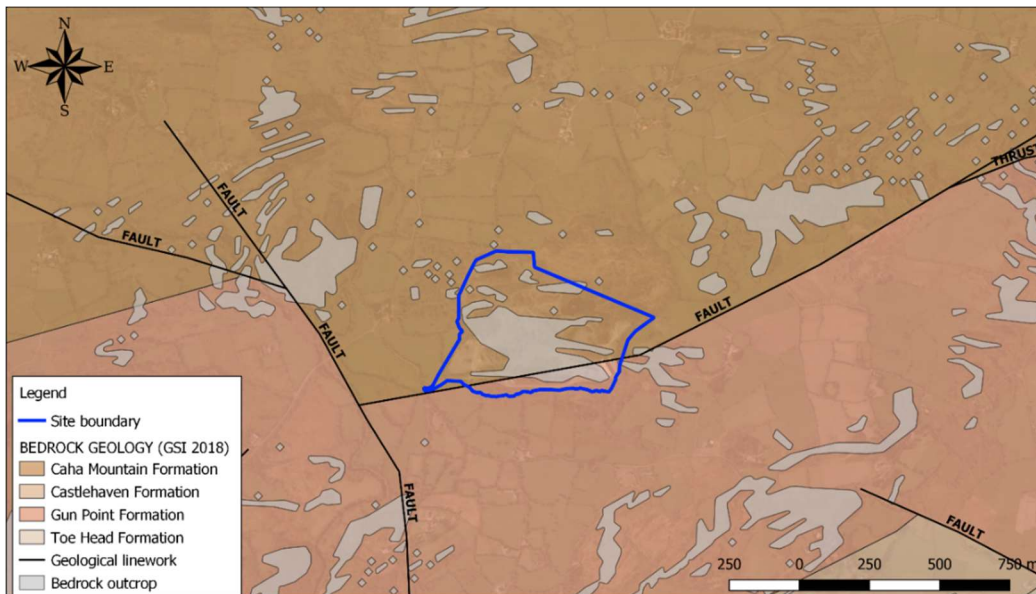 N
W E
S
THRUST
FAULT
FAULT
FAULT
FAULT
Legend
Site boundary
BEDROCK GEOLOGY (GSI 2018)
Caha Mountain Formation
Castlehaven Formation
Gun Point Formation
Toe Head Formation
Geological linework
Bedrock outcrop
FAULT
FAULT
250 0 250 500 750 m